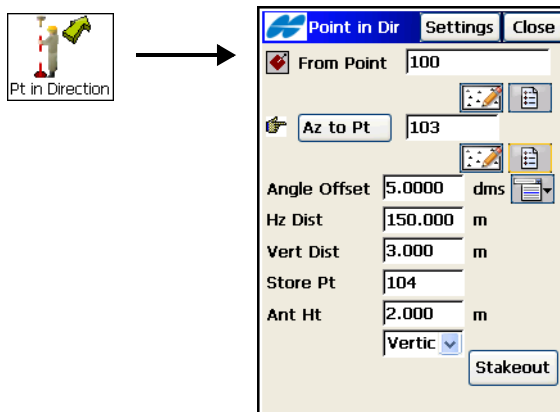 Pt in Direction
Point in Dir Settings Close
From Point 100
Az to Pt 103
Angle Offset 5.0000 dms
Hz Dist 150.000 m
Vert Dist 3.000 m
Store Pt 104
Ant Ht 2.000 m
Vertic
Stakeout